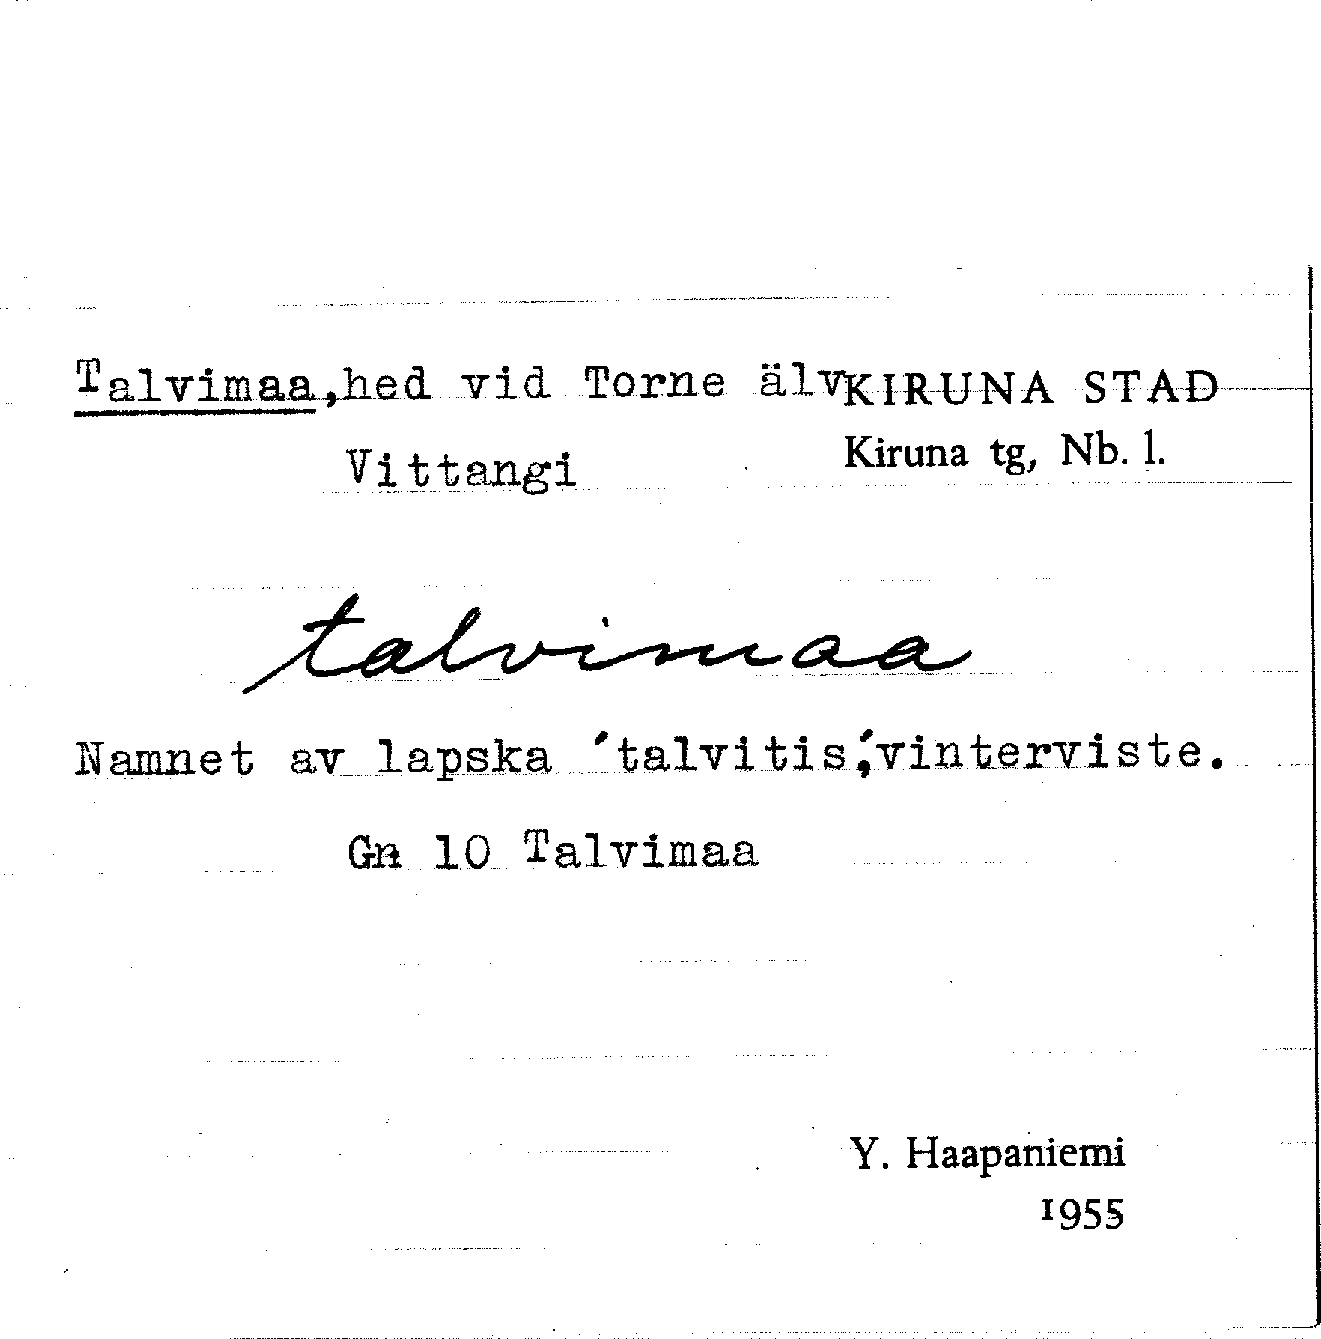 Talvimaa,hed vid Torne älv KIRUNA STAD
Vittangi Kiruna tg, Nb. l.
talvimaa
Namnet av lapska ´talvitis´,vinterviste.
Gn 10 Talvimaa
Y. Haapaniemi
1955